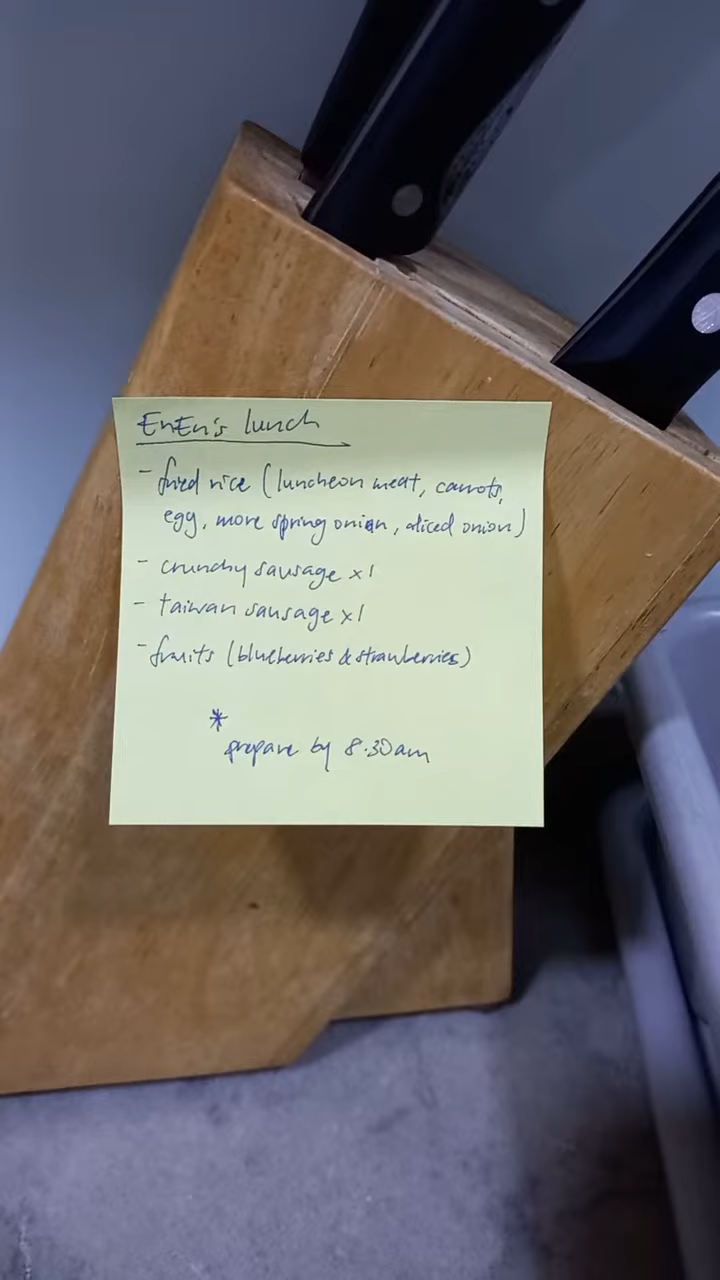 EnEn's lunch
- fried rice (luncheon meat, carrots,
egg, more spring onion, diced onion)
- crunchy sausage x1
- taiwan sausage x1
- fruits (blueberries & strawberries)
*
prepare by 8.30am